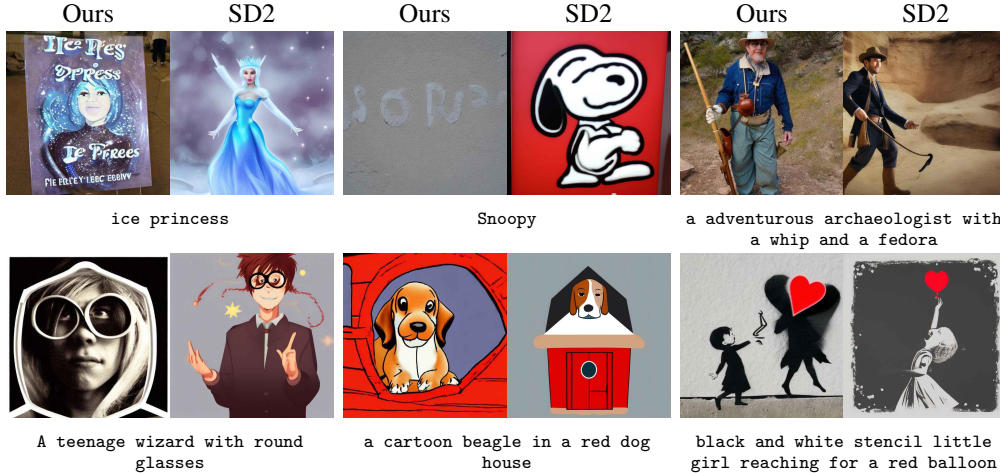 Ours SD2 Ours SD2 Ours SD2
ice princess
Snoopy
a adventurous archaeologist with
a whip and a fedora
A teenage wizard with round
glasses
a cartoon beagle in a red dog
house
black and white stencil little
girl reaching for a red balloon